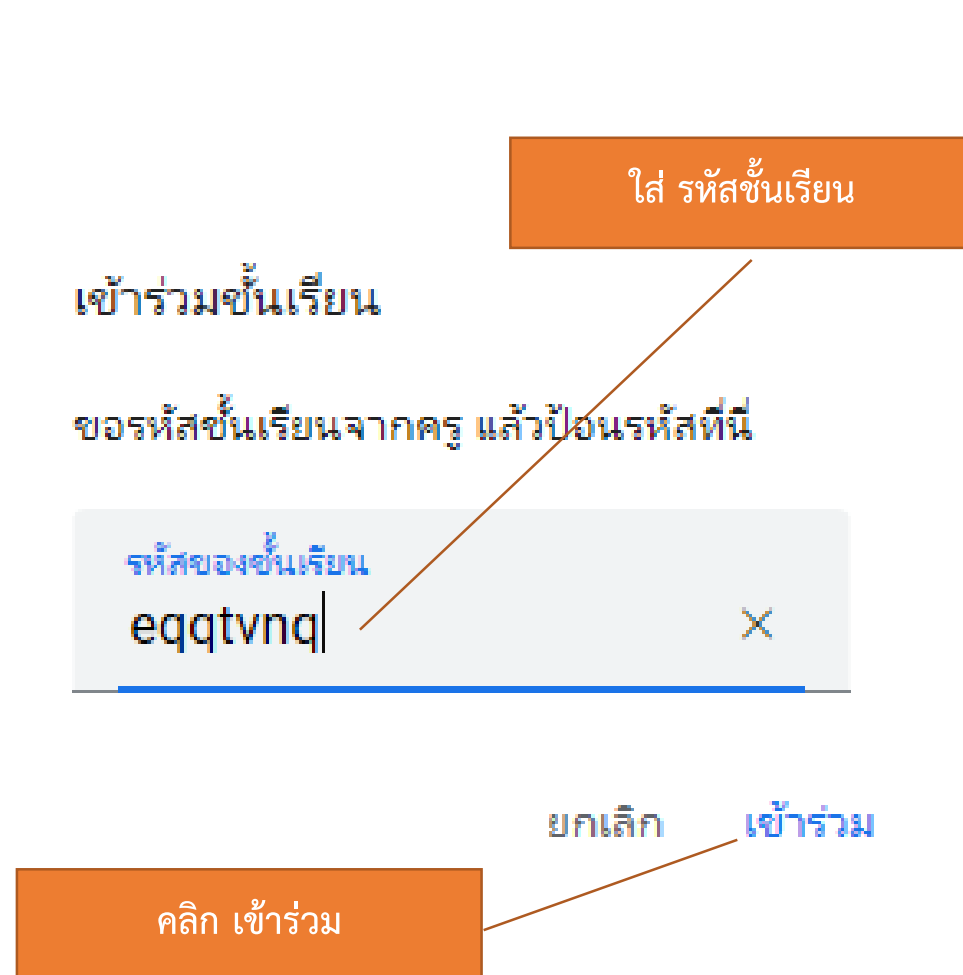 ใส่ รหัสชั้นเรียน
เข้าร่วมชั้นเรียน
ขอรหัสชั้นเรียนจากครู แล้วป้อนรหัสที่นี่
รหัสของชั้นเรียน
eqqtvnq
ยกเลิก เข้าร่วม
คลิก เข้าร่วม